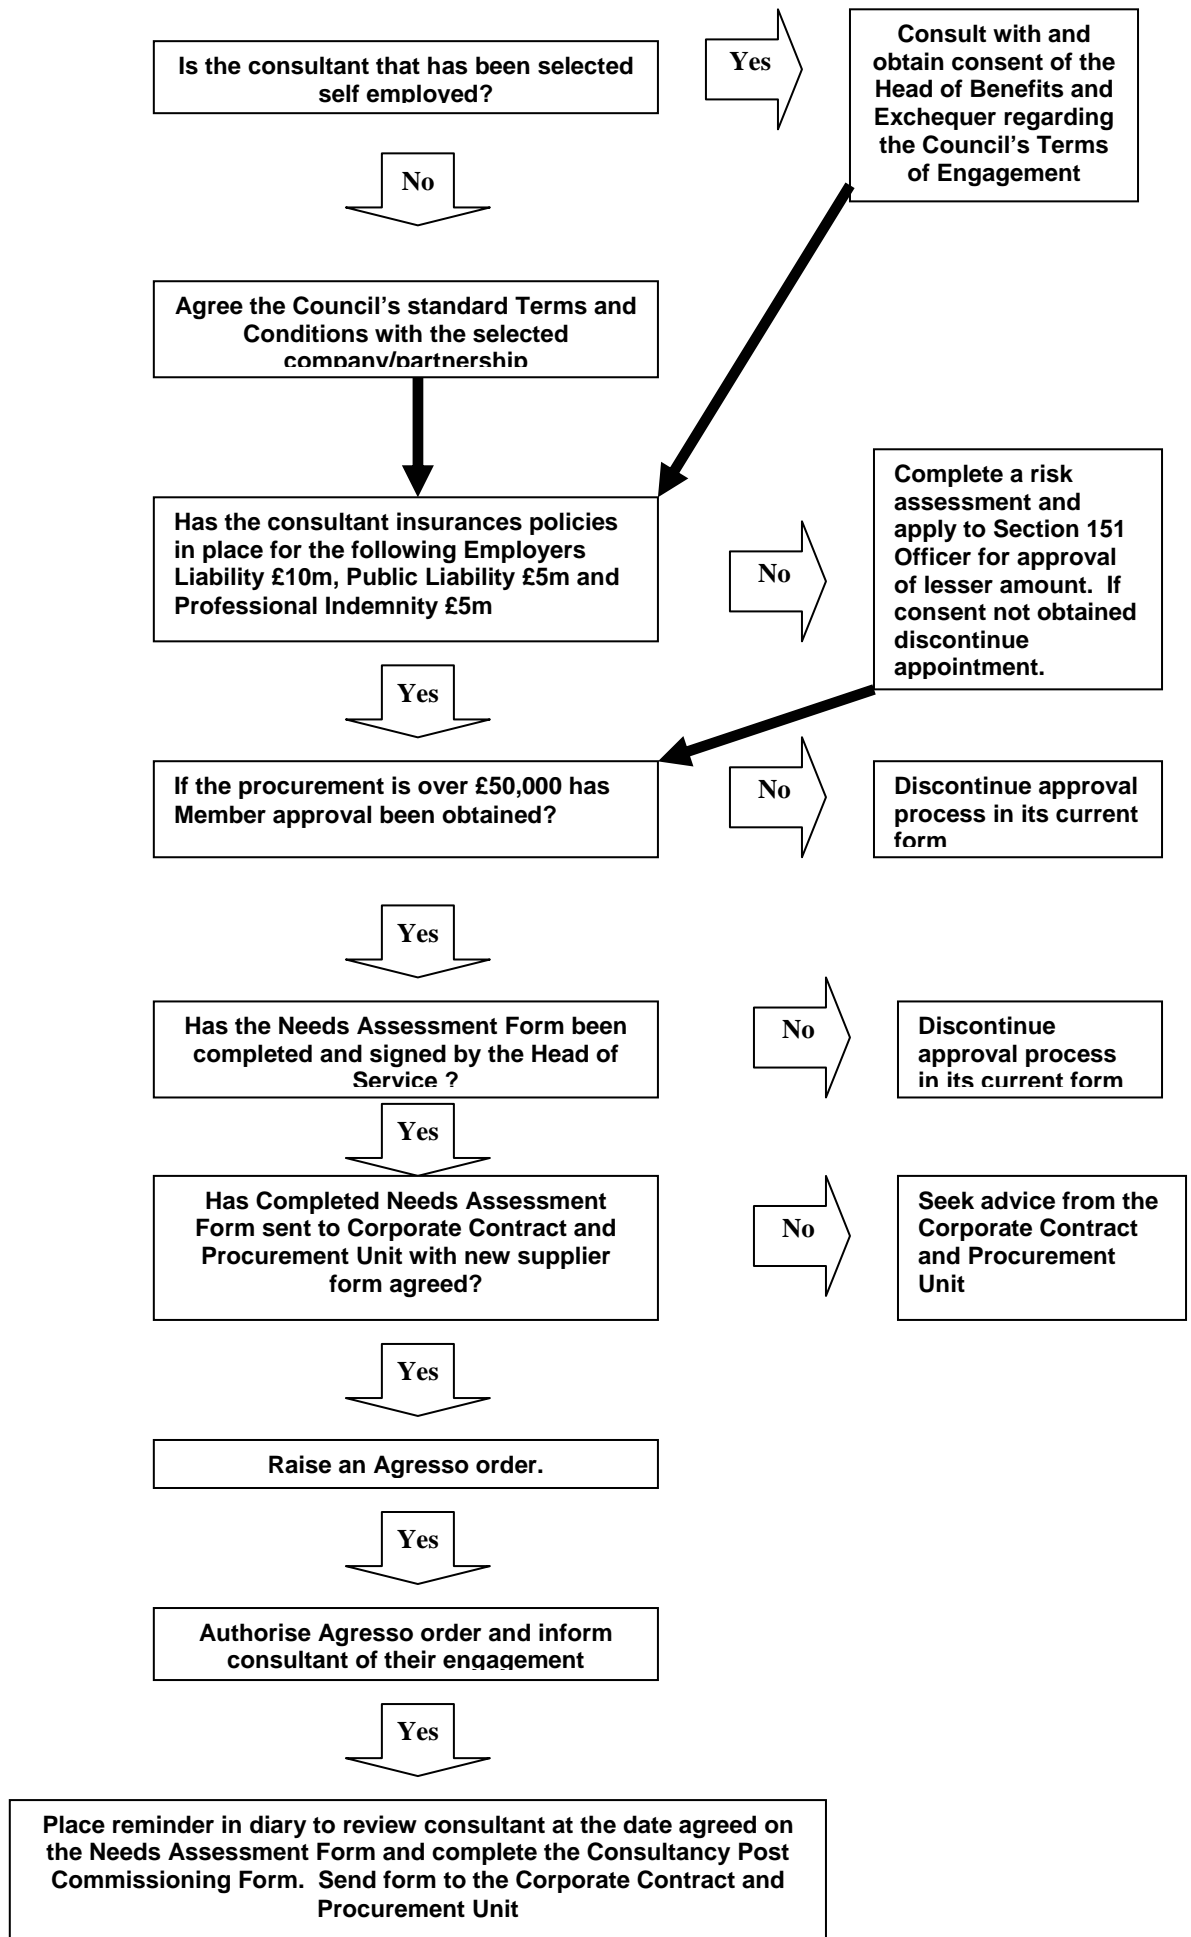 Is the consultant that has been selected
self employed?
Yes
Consult with and
obtain consent of the
Head of Benefits and
Exchequer regarding
the Council's Terms
of Engagement
No
Agree the Council's standard Terms and
Conditions with the selected
company/partnership
Has the consultant insurances policies
in place for the following Employers
Liability £10m, Public Liability £5m and
Professional Indemnity £5m
No
Complete a risk
assessment and
apply to Section 151
Officer for approval
of lesser amount.  If
consent not obtained
discontinue
appointment.
Yes
If the procurement is over £50,000 has
Member approval been obtained?
No
Discontinue approval
process in its current
form
Yes
Has the Needs Assessment Form been
completed and signed by the Head of
Service ?
No
Discontinue
approval process
in its current form
Yes
Has Completed Needs Assessment
Form sent to Corporate Contract and
Procurement Unit with new supplier
form agreed?
No
Seek advice from the
Corporate Contract
and Procurement
Unit
Yes
Raise an Agresso order.
Yes
Authorise Agresso order and inform
consultant of their engagement
Yes
Place reminder in diary to review consultant at the date agreed on
the Needs Assessment Form and complete the Consultancy Post
Commissioning Form.  Send form to the Corporate Contract and
Procurement Unit